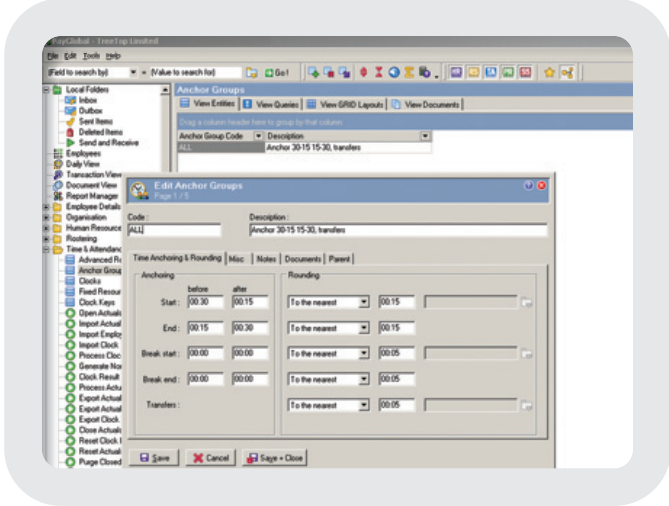 PayGlobal - TreeTop Limited
File Edit Tools Help
(Field to search by) = (Value to search for) Go!
Local Folders
Inbox
Outbox
Sent Items
Deleted Items
Send and Receive
Employees
Daily View
Transaction View
Document View
Report Manager
Employee Details
Organisation
Human Resource
Rostering
Time & Attendanc
Advanced Ro
Anchor Group
Clocks
Fixed Resour
Clock Keys
Open Actuals
Import Actual
Import Employ
Import Clock
Process Cloc
Generate Nor
Clock Result
Process Actu
Export Actual
Export Actual
Export Clock
Close Actuals
Reset Clock I
Reset Actual
Purge Closed
Anchor Groups
View Entities View Queries View GRID Layouts View Documents
Drag a column header here to group by that column
Anchor Group Code Description
ALL Anchor 30-15 15-30, transfers
Edit Anchor Groups
Page 1 / 5
Code : Description :
ALL Anchor 30-15 15-30, transfers
Time Anchoring & Rounding Misc Notes Documents Parent
Anchoring Rounding
before after
Start : 00:30 00:15 To the nearest 00:15
End : 00:15 00:30 To the nearest 00:15
Break start : 00:00 00:00 To the nearest 00:05
Break end : 00:00 00:00 To the nearest 00:05
Transfers : To the nearest 00:05
Save Cancel Save + Close